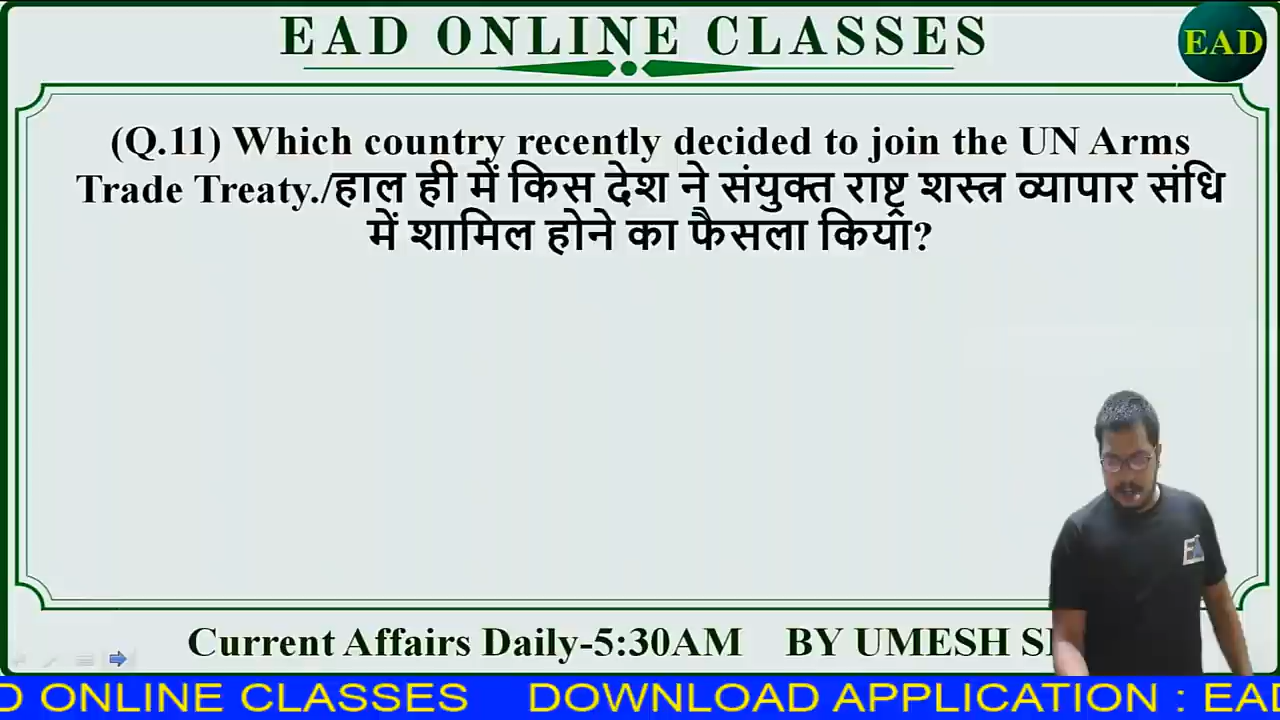 EAD ONLINE CLASSES
EAD
(Q.11) Which country recently decided to join the UN Arms
Trade Treaty./हाल ही में किस देश ने संयुक्त राष्ट्र शस्त्र व्यापार संधि
में शामिल होने का फैसला किया?
Current Affairs Daily-5:30AM BY UMESH
D ONLINE CLASSES DOWNLOAD APPLICATION : EAD